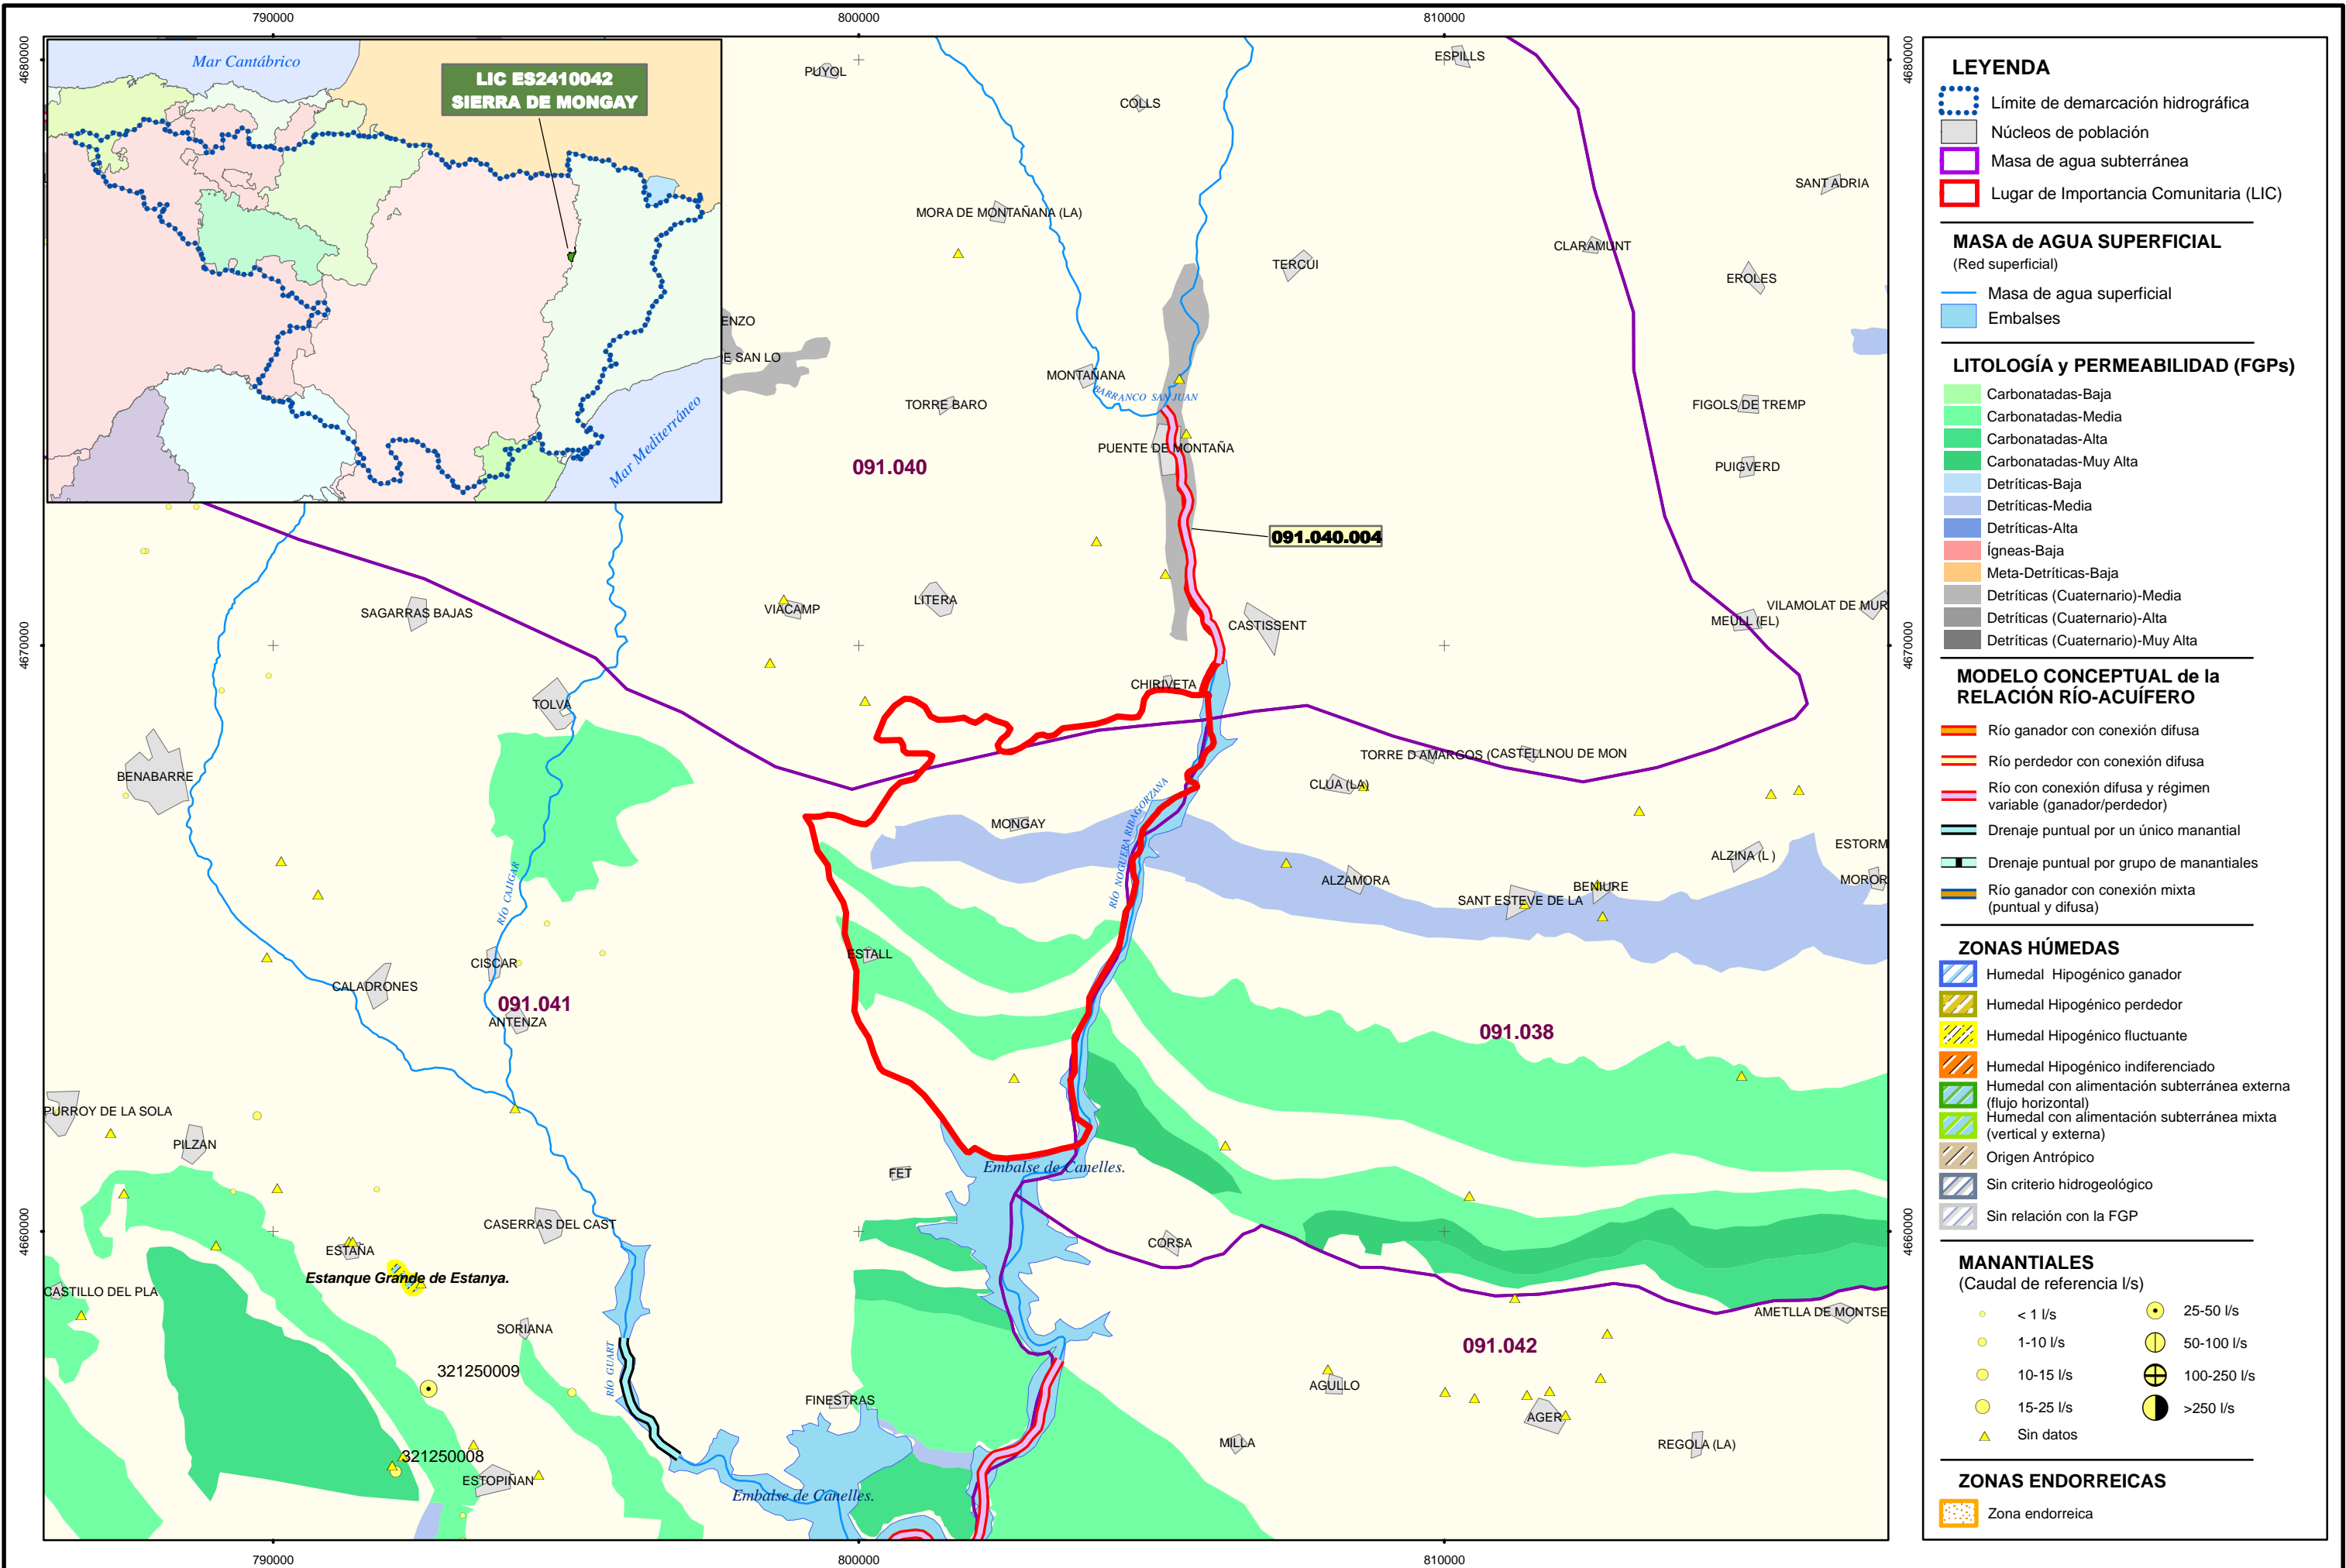 790000
800000
810000
4680000
4680000
Mar Cantábrico
LIC ES2410042
SIERRA DE MONGAY
Mar Mediterráneo
PUYOL
ESPILLS
COLLS
SANT ADRIA
MORA DE MONTAÑANA (LA)
CLARAMUNT
TERCUI
EROLES
ENZO
E SAN LO
MONTAÑANA
BARRANCO SAN JUAN
TORRE BARO
FIGOLS DE TREMP
PUENTE DE MONTAÑA
091.040
PUIGVERD
091.040.004
SAGARRAS BAJAS
VIACAMP
LITERA
CASTISSENT
VILAMOLAT DE MUR
MEULL (EL)
4670000
4670000
CHIRIVETA
TOLVA
TORRE D AMARGOS (
CASTELLNOU DE MON
BENABARRE
CLUA (LA)
RÍO NOGUERA RIBAGORZANA
MONGAY
ESTORM
ALZINA (L )
RÍO CAJIGAR
ALZAMORA
BENIURE
MOROR
SANT ESTEVE DE LA
ESTALL
CISCAR
CALADRONES
091.041
ANTENZA
091.038
PURROY DE LA SOLA
PILZAN
Embalse de Canelles.
FET
4660000
4660000
CASERRAS DEL CAST
CORSA
ESTAÑA
Estanque Grande de Estanya.
CASTILLO DEL PLA
AMETLLA DE MONTSE
SORIANA
091.042
RÍO GUART
321250009
AGULLO
FINESTRAS
AGER
MILLA
REGOLA (LA)
321250008
ESTOPIÑAN
Embalse de Canelles.
790000
800000
810000
LEYENDA
Límite de demarcación hidrográfica
Núcleos de población
Masa de agua subterránea
Lugar de Importancia Comunitaria (LIC)
MASA de AGUA SUPERFICIAL
(Red superficial)
Masa de agua superficial
Embalses
LITOLOGÍA y PERMEABILIDAD (FGPs)
Carbonatadas-Baja
Carbonatadas-Media
Carbonatadas-Alta
Carbonatadas-Muy Alta
Detríticas-Baja
Detríticas-Media
Detríticas-Alta
Ígneas-Baja
Meta-Detríticas-Baja
Detríticas (Cuaternario)-Media
Detríticas (Cuaternario)-Alta
Detríticas (Cuaternario)-Muy Alta
MODELO CONCEPTUAL de la
RELACIÓN RÍO-ACUÍFERO
Río ganador con conexión difusa
Río perdedor con conexión difusa
Río con conexión difusa y régimen
variable (ganador/perdedor)
Drenaje puntual por un único manantial
Drenaje puntual por grupo de manantiales
Río ganador con conexión mixta
(puntual y difusa)
ZONAS HÚMEDAS
Humedal Hipogénico ganador
Humedal Hipogénico perdedor
Humedal Hipogénico fluctuante
Humedal Hipogénico indiferenciado
Humedal con alimentación subterránea externa
(flujo horizontal)
Humedal con alimentación subterránea mixta
(vertical y externa)
Origen Antrópico
Sin criterio hidrogeológico
Sin relación con la FGP
MANANTIALES
(Caudal de referencia l/s)
< 1 l/s
1-10 l/s
10-15 l/s
15-25 l/s
Sin datos
25-50 l/s
50-100 l/s
100-250 l/s
>250 l/s
ZONAS ENDORREICAS
Zona endorreica